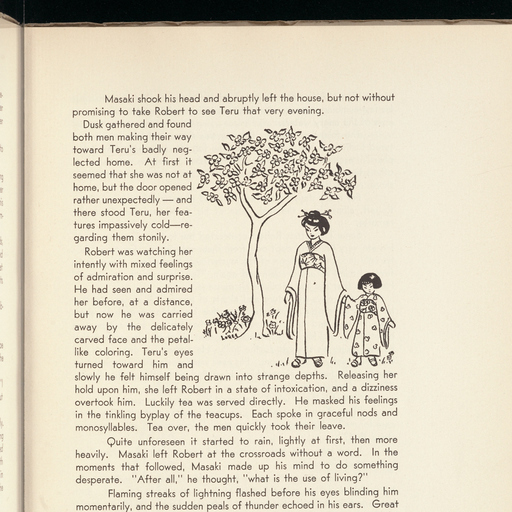 Masaki shook his head and abruptly left the house, but not without
promising to take Robert to see Teru that very evening.
Dusk gathered and found
both men making their way
toward Teru's badly neg-
lected home. At first it
seemed that she was not at
home, but the door opened
rather unexpectedly — and
there stood Teru, her fea-
tures impassively cold—re-
garding them stonily.
Robert was watching her
intently with mixed feelings
of admiration and surprise.
He had seen and admired
her before, at a distance,
but now he was carried
away by the delicately
carved face and the petal-
like coloring. Teru's eyes
turned toward him and
slowly he felt himself being drawn into strange depths. Releasing her
hold upon him, she left Robert in a state of intoxication, and a dizziness
overtook him. Luckily tea was served directly. He masked his feelings
in the tinkling byplay of the teacups. Each spoke in graceful nods and
monosyllables. Tea over, the men quickly took their leave.
Quite unforeseen it started to rain, lightly at first, then more
heavily. Masaki left Robert at the crossroads without a word. In the
moments that followed, Masaki made up his mind to do something
desperate. "After all," he thought, "what is the use of living?"
Flaming streaks of lightning flashed before his eyes blinding him
momentarily, and the sudden peals of thunder echoed in his ears. Great